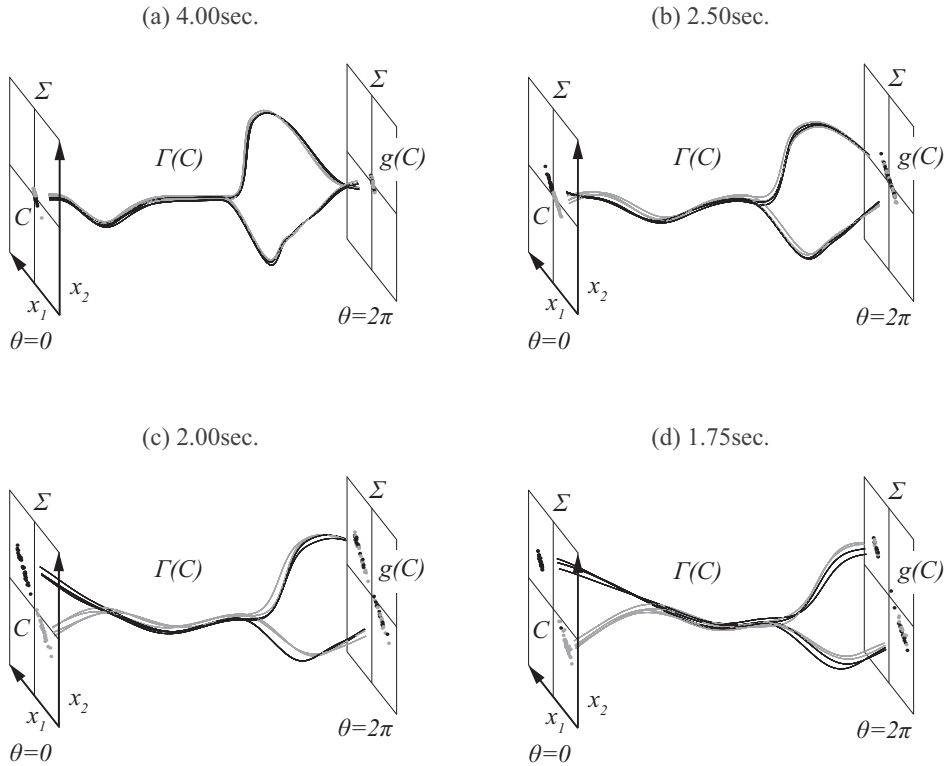 (a) 4.00sec.
Σ
Γ(C)
Σ
g(C)
C
x1
x2
θ=0
θ=2π
(b) 2.50sec.
Σ
Γ(C)
Σ
g(C)
C
x1
x2
θ=0
θ=2π
(c) 2.00sec.
Σ
Γ(C)
Σ
g(C)
C
x1
x2
θ=0
θ=2π
(d) 1.75sec.
Σ
Γ(C)
Σ
g(C)
C
x1
x2
θ=0
θ=2π